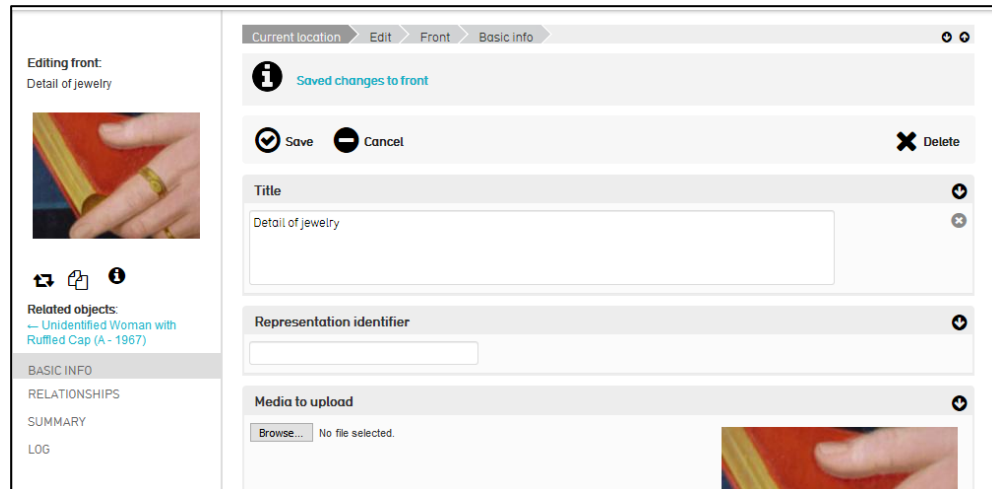 Editing front:
Detail of jewelry
Related objects:
← Unidentified Woman with
Ruffled Cap (A - 1967)
BASIC INFO
RELATIONSHIPS
SUMMARY
LOG
Current location Edit Front Basic info
Saved changes to front
Save Cancel Delete
Title
Detail of jewelry
Representation identifier
Media to upload
Browse... No file selected.